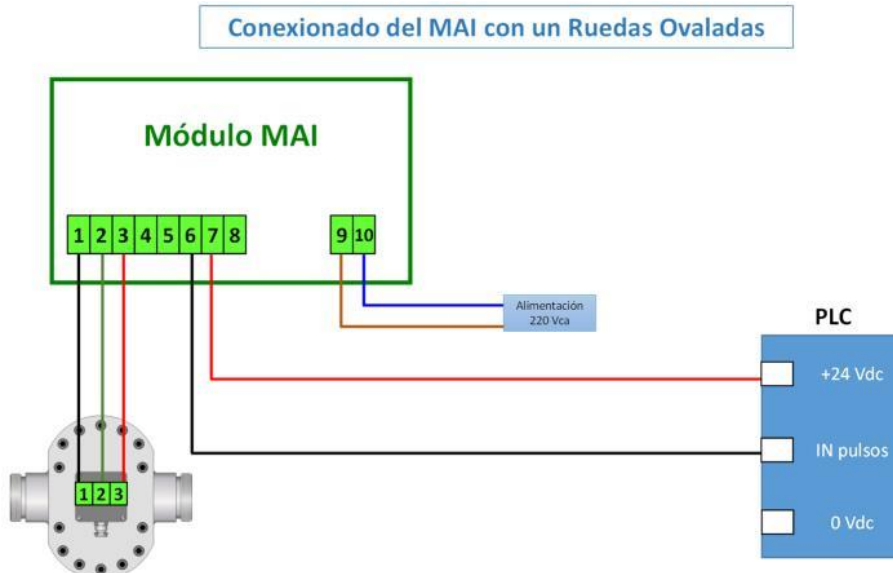 Conexionado del MAI con un Ruedas Ovaladas
Módulo MAI
1 2 3 4 5 6 7 8
9 10
Alimentación
220 Vca
PLC
+24 Vdc
IN pulsos
0 Vdc
1 2 3